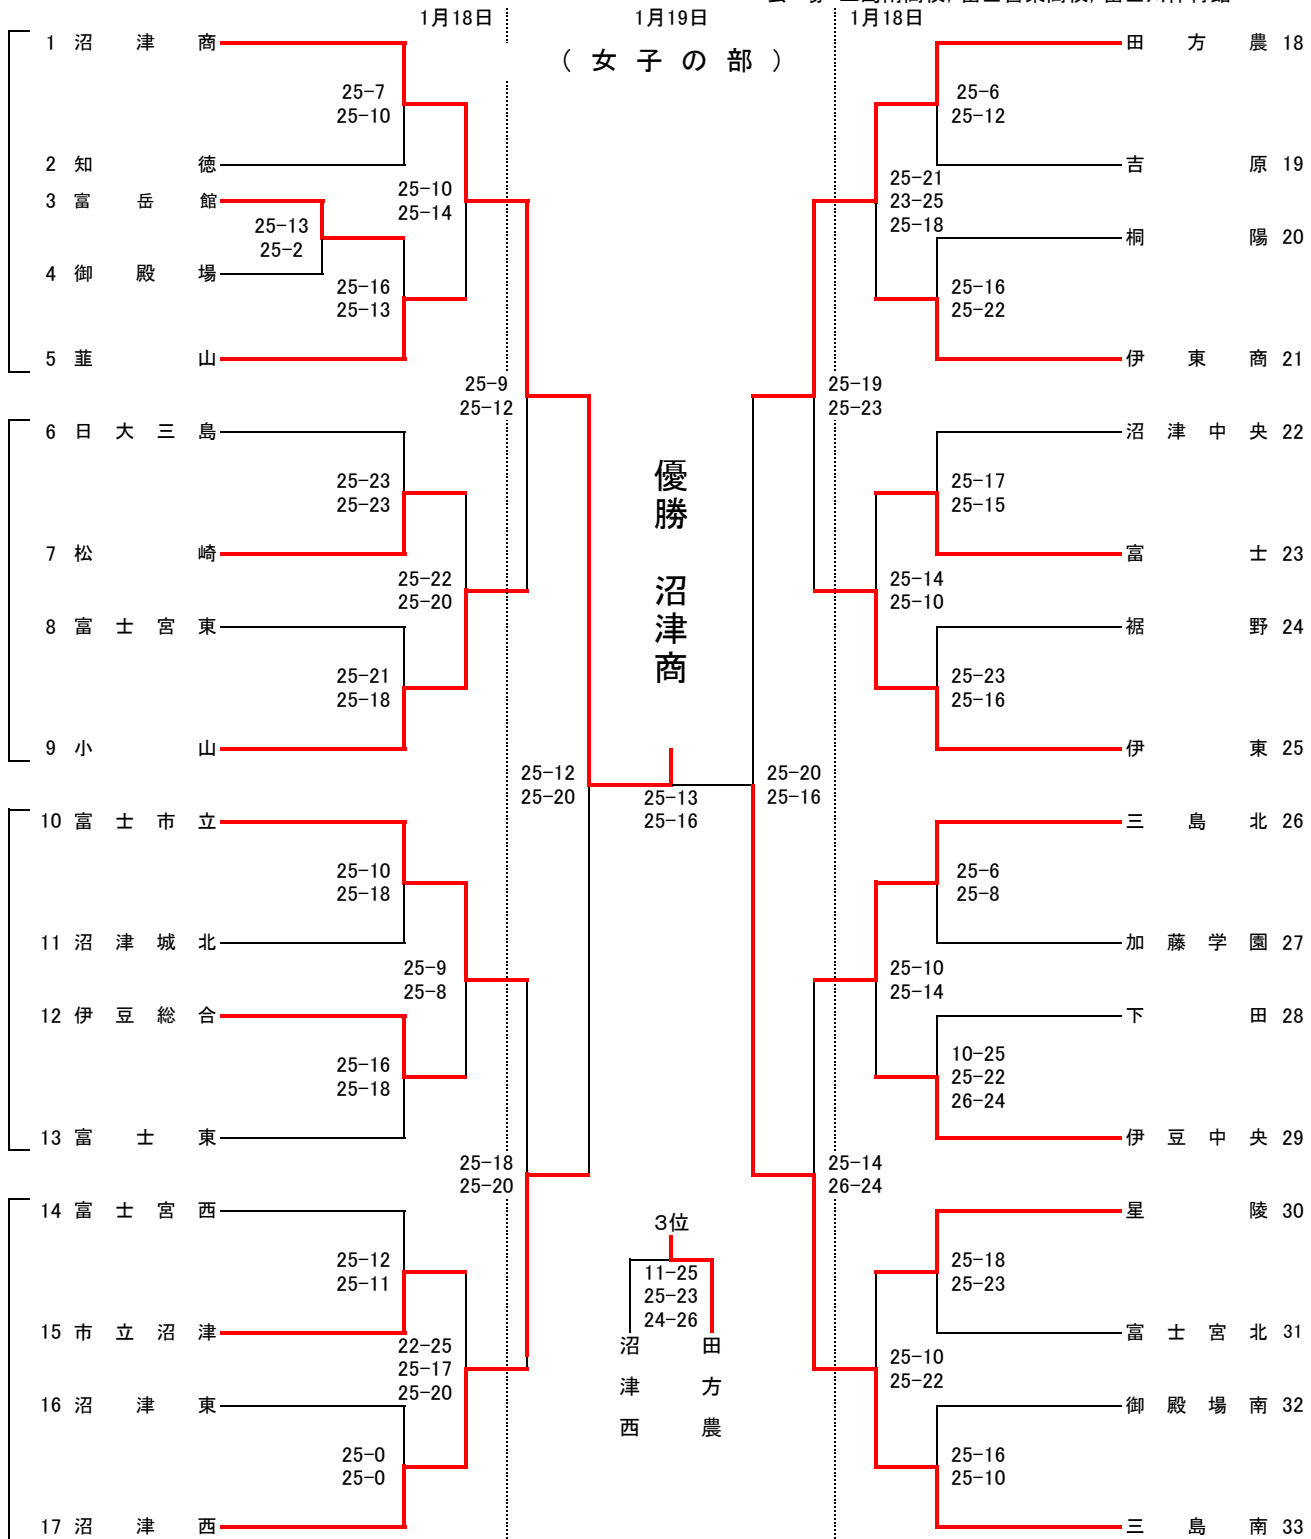 1月18日
1月19日
1月18日
（ 女 子 の 部 ）
1 沼津商
25-7
25-10
2 知徳
3 富岳館
25-13
25-2
4 御殿場
25-10
25-14
25-16
25-13
5 韮山
25-9
25-12
6 日大三島
25-23
25-23
7 松崎
25-22
25-20
8 富士宮東
25-21
25-18
9 小山
25-12
25-20
10 富士市立
25-10
25-18
11 沼津城北
25-9
25-8
12 伊豆総合
25-16
25-18
13 富士東
25-18
25-20
14 富士宮西
25-12
25-11
15 市立沼津
22-25
25-17
25-20
16 沼津東
25-0
25-0
17 沼津西
優勝 沼津商
25-13
25-16
3位
11-25
25-23
24-26
沼津西
田方農
田方農 18
25-6
25-12
吉原 19
25-21
23-25
25-18
桐陽 20
25-16
25-22
伊東商 21
25-19
25-23
沼津中央 22
25-17
25-15
富士 23
25-14
25-10
裾野 24
25-23
25-16
伊東 25
25-20
25-16
三島北 26
25-6
25-8
加藤学園 27
25-10
25-14
下田 28
10-25
25-22
26-24
伊豆中央 29
25-14
26-24
星陵 30
25-18
25-23
富士宮北 31
25-10
25-22
御殿場南 32
25-16
25-10
三島南 33